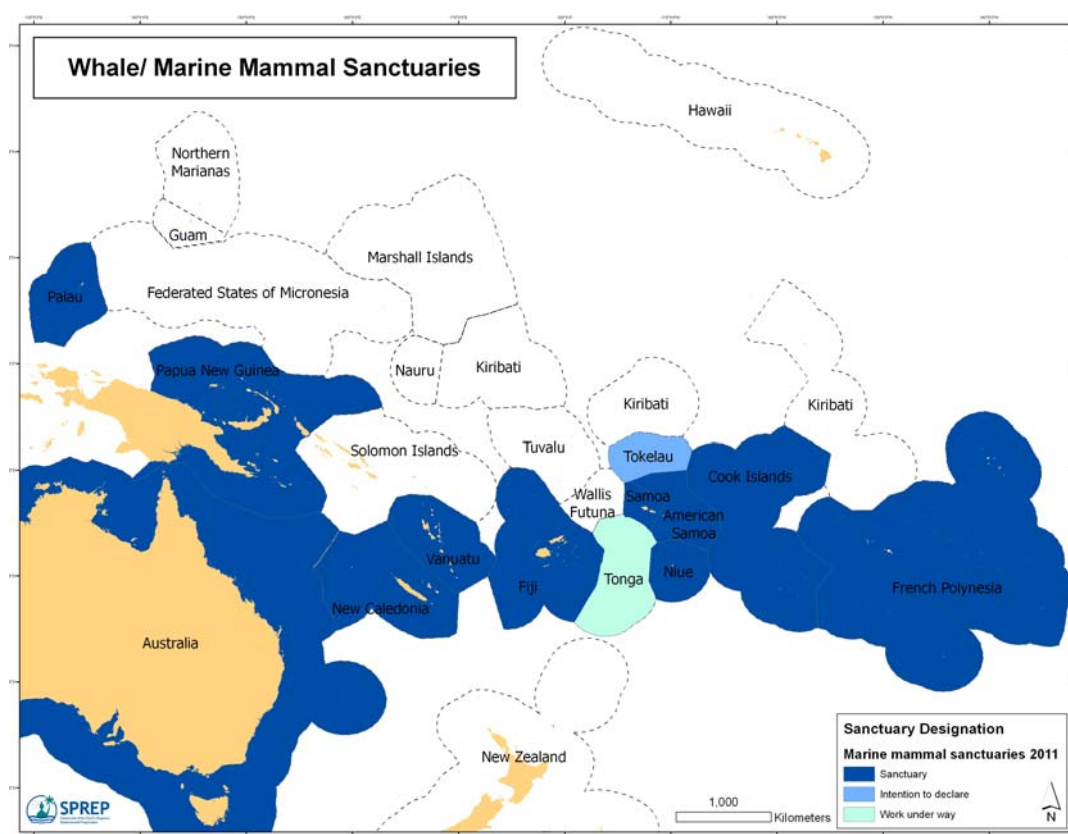 Whale/ Marine Mammal Sanctuaries
Hawaii
Northern
Marianas
Guam
Marshall Islands
Palau
Federated States of Micronesia
Papua New Guinea
Nauru
Kiribati
Kiribati
Kiribati
Solomon Islands
Tuvalu
Tokelau
Cook Islands
Wallis
Futuna
Samoa
American
Samoa
Vanuatu
Fiji
Tonga
Niue
French Polynesia
New Caledonia
Australia
New Zealand
Sanctuary Designation
Marine mammal sanctuaries 2011
Sanctuary
Intention to declare
Work under way
1,000
Kilometers
N
SPREP